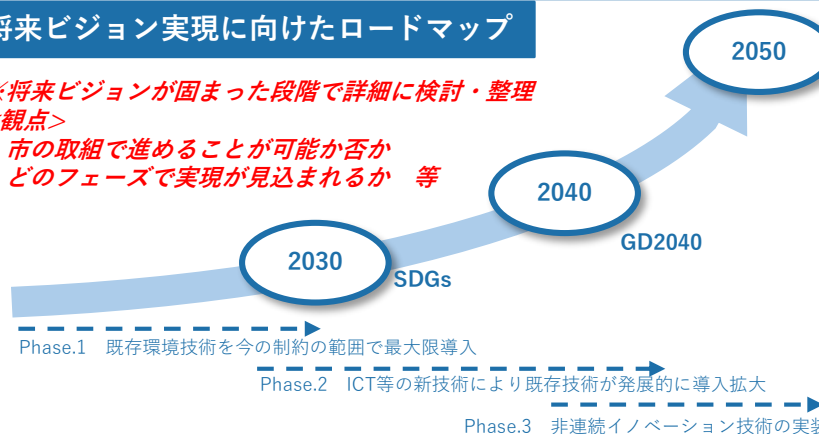 将来ビジョン実現に向けたロードマップ
※将来ビジョンが固まった段階で詳細に検討・整理
観点>
市の取組で進めることが可能か否か
どのフェーズで実現が見込まれるか　等
2050
2040
GD2040
2030
SDGs
Phase.1　既存環境技術を今の制約の範囲で最大限導入
Phase.2　ICT等の新技術により既存技術が発展的に導入拡大
Phase.3　非連続イノベーション技術の実装